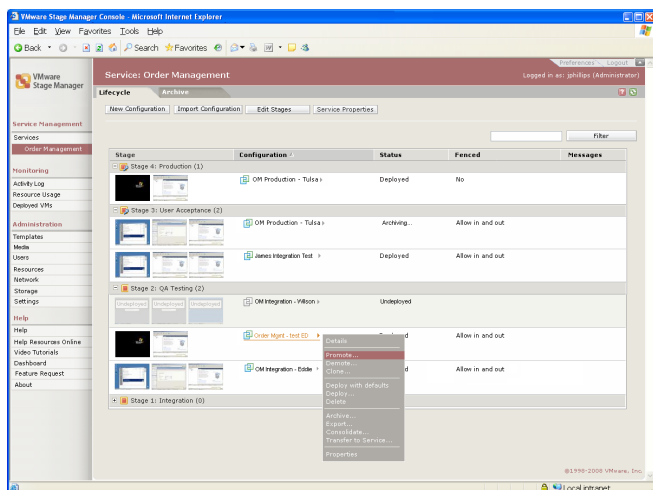 VMware Stage Manager Console - Microsoft Internet Explorer
File Edit View Favorites Tools Help
Back Search Favorites
Preferences Logout
VMware Stage Manager
Service: Order Management
Logged in as: jphillips (Administrator)
Lifecycle Archive
New Configuration Import Configuration Edit Stages Service Properties
Service Management
Services
Order Management
Filter
Stage Configuration Status Fenced Messages
Stage 4: Production (1)
OM Production - Tulsa Deployed No
Stage 3: User Acceptance (2)
OM Production - Tulsa Archiving... Allow in and out
James Integration Test Deployed Allow in and out
Stage 2: QA Testing (2)
Undeployed Undeployed Undeployed OM Integration - Wilson Undeployed
Order Mgmt - test ED Allow in and out
OM Integration - Eddie Allow in and out
Stage 1: Integration (0)
Monitoring
Activity Log
Resource Usage
Deployed VMs
Administration
Templates
Media
Users
Resources
Network
Storage
Settings
Help
Help
Help Resources Online
Video Tutorials
Dashboard
Feature Request
About
Details
Promote...
Demote...
Clone...
Deploy with defaults
Deploy...
Delete
Archive...
Export...
Consolidate...
Transfer to Service...
Properties
©1998-2008 VMware, Inc.
Local intranet